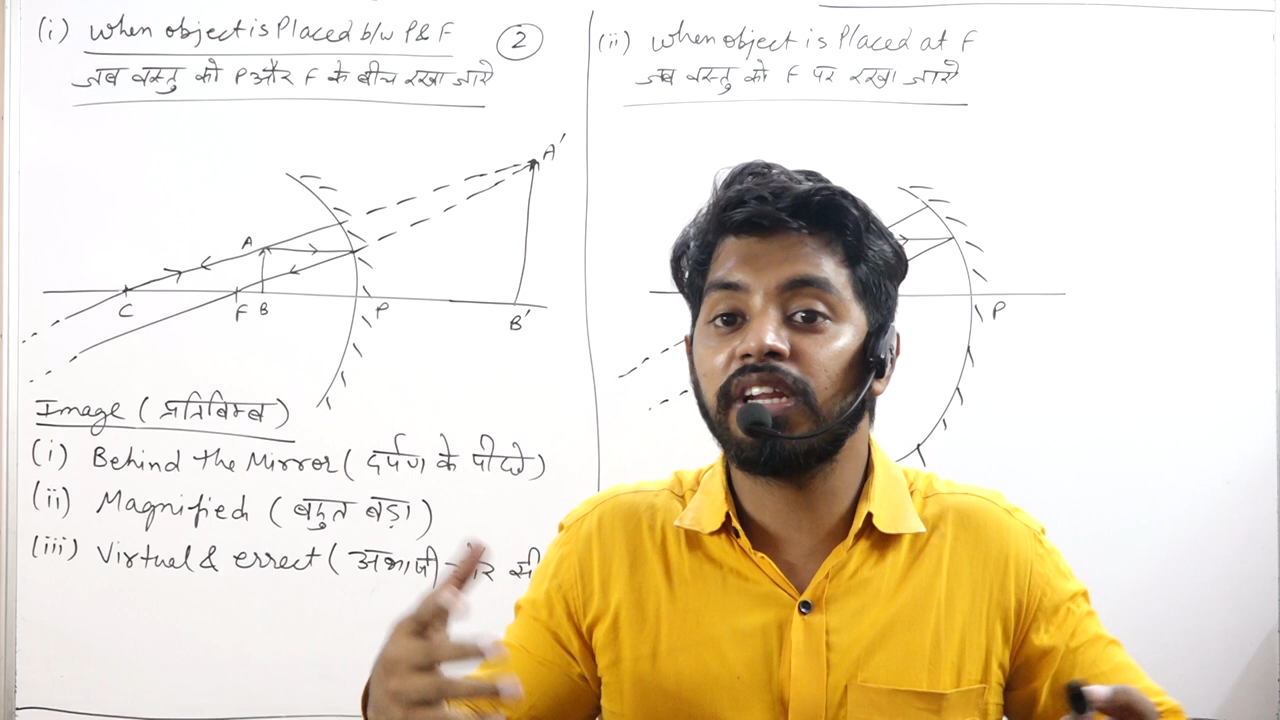 (i) when object is Placed b/w P & F
जब वस्तु को P और F के बीच रखा जाये
2
A'
A
C
F B
P
B'
Image (प्रतिबिम्ब)
(i) Behind the Mirror (दर्पण के पीछे)
(ii) Magnified (बहुत बड़ा)
(iii) Virtual & errect (
(ii) when object is Placed at F
जब वस्तु को F पर रखा जाये
P